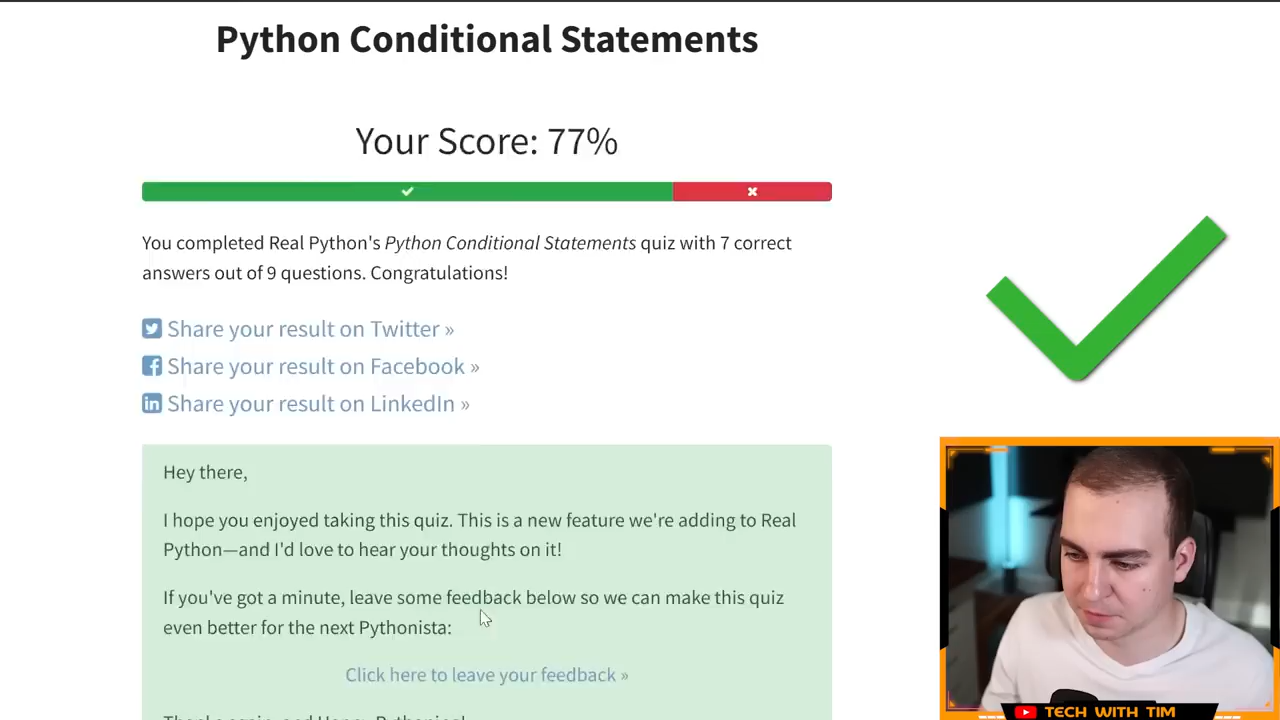 Python Conditional Statements
Your Score: 77%
You completed Real Python's Python Conditional Statements quiz with 7 correct
answers out of 9 questions. Congratulations!
Share your result on Twitter »
Share your result on Facebook »
Share your result on LinkedIn »
Hey there,
I hope you enjoyed taking this quiz. This is a new feature we're adding to Real
Python—and I'd love to hear your thoughts on it!
If you've got a minute, leave some feedback below so we can make this quiz
even better for the next Pythonista:
Click here to leave your feedback »
TECH WITH TIM